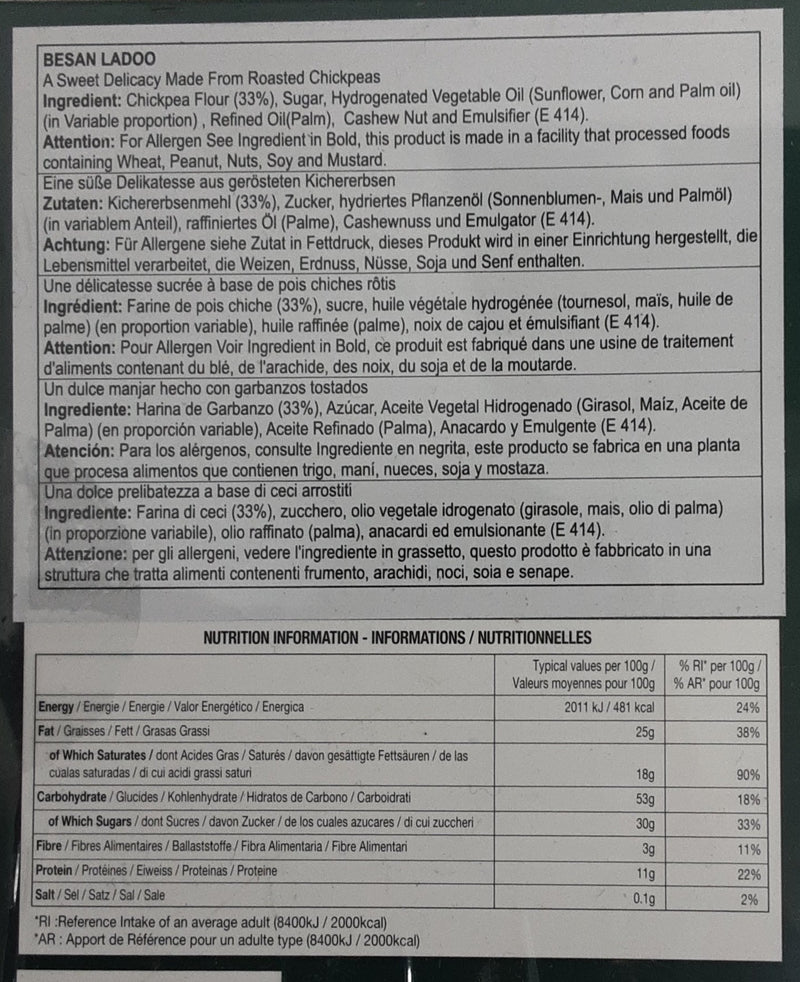 BESAN LADOO
A Sweet Delicacy Made From Roasted Chickpeas
Ingredient: Chickpea Flour (33%), Sugar, Hydrogenated Vegetable Oil (Sunflower, Corn and Palm oil)
(in Variable proportion) , Refined Oil(Palm), Cashew Nut and Emulsifier (E 414).
Attention: For Allergen See Ingredient in Bold, this product is made in a facility that processed foods
containing Wheat, Peanut, Nuts, Soy and Mustard.
Eine süße Delikatesse aus gerösteten Kichererbsen
Zutaten: Kichererbsenmehl (33%), Zucker, hydriertes Pflanzenöl (Sonnenblumen-, Mais und Palmöl)
(in variablem Anteil), raffiniertes Öl (Palme), Cashewnuss und Emulgator (E 414).
Achtung: Für Allergene siehe Zutat in Fettdruck, dieses Produkt wird in einer Einrichtung hergestellt, die
Lebensmittel verarbeitet, die Weizen, Erdnuss, Nüsse, Soja und Senf enthalten.
Une délicatesse sucrée à base de pois chiches rôtis
Ingrédient: Farine de pois chiche (33%), sucre, huile végétale hydrogénée (tournesol, maïs, huile de
palme) (en proportion variable), huile raffinée (palme), noix de cajou et émulsifiant (E 414).
Attention: Pour Allergen Voir Ingredient in Bold, ce produit est fabriqué dans une usine de traitement
d'aliments contenant du blé, de l'arachide, des noix, du soja et de la moutarde.
Un dulce manjar hecho con garbanzos tostados
Ingrediente: Harina de Garbanzo (33%), Azúcar, Aceite Vegetal Hidrogenado (Girasol, Maíz, Aceite de
Palma) (en proporción variable), Aceite Refinado (Palma), Anacardo y Emulgente (E 414).
Atención: Para los alérgenos, consulte Ingrediente en negrita, este producto se fabrica en una planta
que procesa alimentos que contienen trigo, maní, nueces, soja y mostaza.
Una dolce prelibatezza a base di ceci arrostiti
Ingrediente: Farina di ceci (33%), zucchero, olio vegetale idrogenato (girasole, mais, olio di palma)
(in proporzione variabile), olio raffinato (palma), anacardi ed emulsionante (E 414).
Attenzione: per gli allergeni, vedere l'ingrediente in grassetto, questo prodotto è fabbricato in una
struttura che tratta alimenti contenenti frumento, arachidi, noci, soia e senape.
NUTRITION INFORMATION - INFORMATIONS / NUTRITIONNELLES
Typical values per 100g / % RI* per 100g /
Valeurs moyennes pour 100g % AR* pour 100g
Energy / Energie / Energie / Valor Energético / Energica 2011 kJ / 481 kcal 24%
Fat / Graisses / Fett / Grasas Grassi 25g 38%
of Which Saturates / dont Acides Gras / Saturés / davon gesättigte Fettsäuren / de las
cualas saturadas / di cui acidi grassi saturi 18g 90%
Carbohydrate / Glucides / Kohlenhydrate / Hidratos de Carbono / Carboidrati 53g 18%
of Which Sugars / dont Sucres / davon Zucker / de los cuales azucares / di cui zuccheri 30g 33%
Fibre / Fibres Alimentaires / Ballaststoffe / Fibra Alimentaria / Fibre Alimentari 3g 11%
Protein / Protéines / Eiweiss / Proteinas / Proteine 11g 22%
Salt / Sel / Satz / Sal / Sale 0.1g 2%
*RI :Reference Intake of an average adult (8400kJ / 2000kcal)
*AR : Apport de Référence pour un adulte type (8400kJ / 2000kcal)